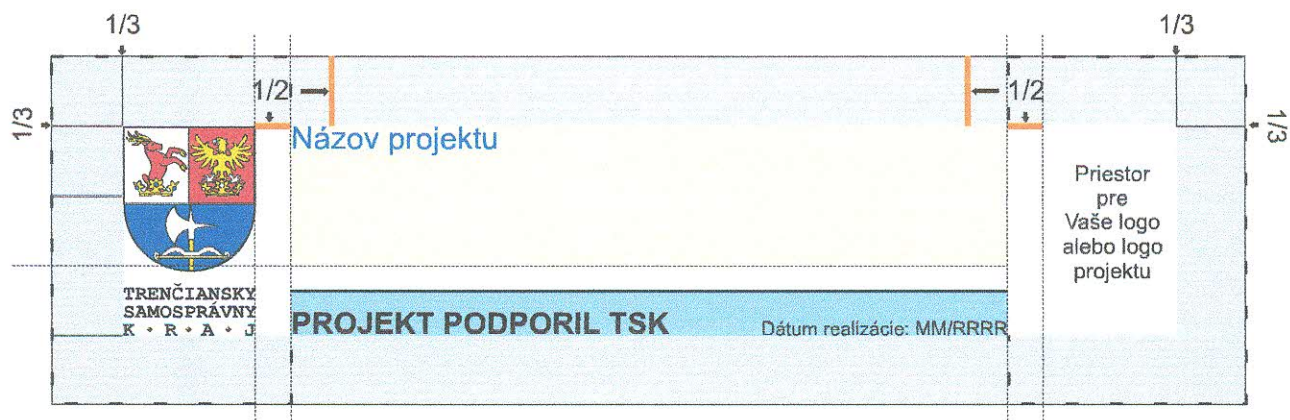 1/3
1/3
1/2
1/2
1/3
1/3
Názov projektu
Priestor
pre
Vaše logo
alebo logo
projektu
TRENČIANSKY
SAMOSPRÁVNY
K · R · A · J
PROJEKT PODPORIL TSK
Dátum realizácie: MM/RRRR